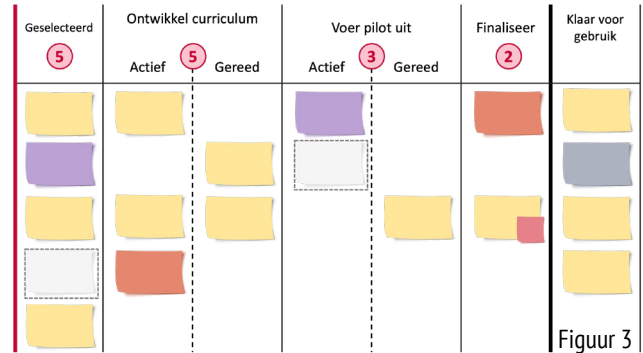 Geselecteerd
5
Ontwikkel curriculum
5
Actief
Gereed
Voer pilot uit
3
Actief
Gereed
Finaliseer
2
Klaar voor
gebruik
Figuur 3